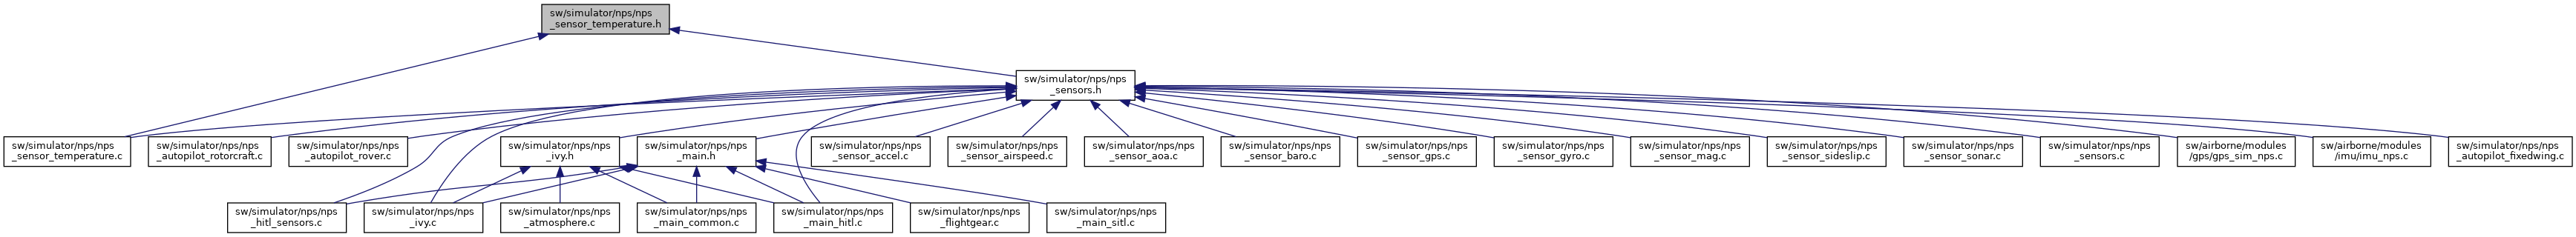 sw/simulator/nps/nps
_sensor_temperature.h
sw/simulator/nps/nps
_sensors.h
sw/simulator/nps/nps
_sensor_temperature.c
sw/simulator/nps/nps
_autopilot_rotorcraft.c
sw/simulator/nps/nps
_autopilot_rover.c
sw/simulator/nps/nps
_ivy.h
sw/simulator/nps/nps
_main.h
sw/simulator/nps/nps
_sensor_accel.c
sw/simulator/nps/nps
_sensor_airspeed.c
sw/simulator/nps/nps
_sensor_aoa.c
sw/simulator/nps/nps
_sensor_baro.c
sw/simulator/nps/nps
_sensor_gps.c
sw/simulator/nps/nps
_sensor_gyro.c
sw/simulator/nps/nps
_sensor_mag.c
sw/simulator/nps/nps
_sensor_sideslip.c
sw/simulator/nps/nps
_sensor_sonar.c
sw/simulator/nps/nps
_sensors.c
sw/airborne/modules
/gps/gps_sim_nps.c
sw/airborne/modules
/imu/imu_nps.c
sw/simulator/nps/nps
_autopilot_fixedwing.c
sw/simulator/nps/nps
_hitl_sensors.c
sw/simulator/nps/nps
_ivy.c
sw/simulator/nps/nps
_atmosphere.c
sw/simulator/nps/nps
_main_common.c
sw/simulator/nps/nps
_main_hitl.c
sw/simulator/nps/nps
_flightgear.c
sw/simulator/nps/nps
_main_sitl.c